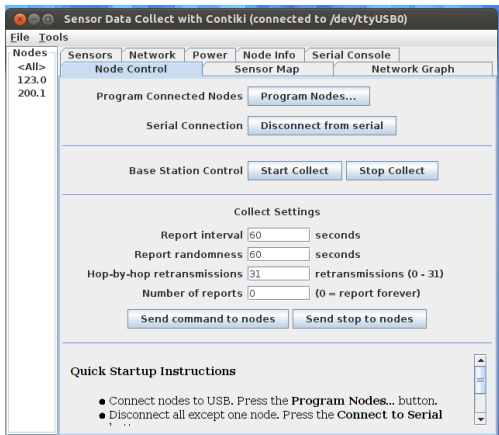 Sensor Data Collect with Contiki (connected to /dev/ttyUSB0)
File Tools
Nodes
<All>
123.0
200.1
Sensors Network Power Node Info Serial Console
Node Control Sensor Map Network Graph
Program Connected Nodes Program Nodes...
Serial Connection Disconnect from serial
Base Station Control Start Collect Stop Collect
Collect Settings
Report interval 60 seconds
Report randomness 60 seconds
Hop-by-hop retransmissions 31 retransmissions (0 - 31)
Number of reports 0 (0 = report forever)
Send command to nodes Send stop to nodes
Quick Startup Instructions
● Connect nodes to USB. Press the Program Nodes... button.
● Disconnect all except one node. Press the Connect to Serial